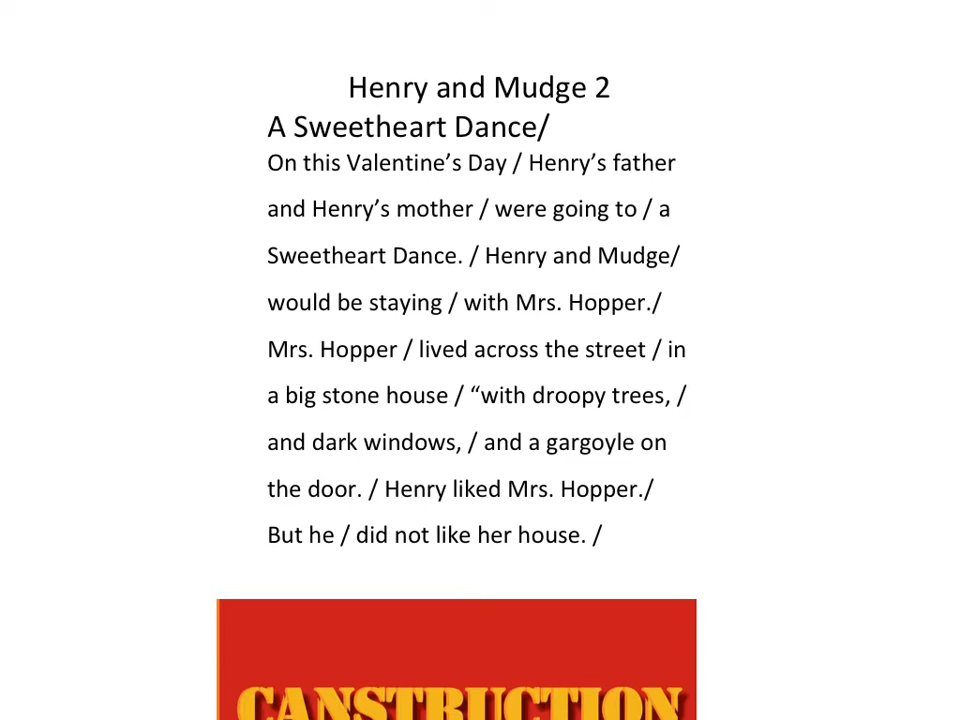 Henry and Mudge 2
A Sweetheart Dance/
On this Valentine’s Day / Henry’s father
and Henry’s mother / were going to / a
Sweetheart Dance. / Henry and Mudge/
would be staying / with Mrs. Hopper./
Mrs. Hopper / lived across the street / in
a big stone house / “with droopy trees, /
and dark windows, / and a gargoyle on
the door. / Henry liked Mrs. Hopper./
But he / did not like her house. /
CANSTRUCTION